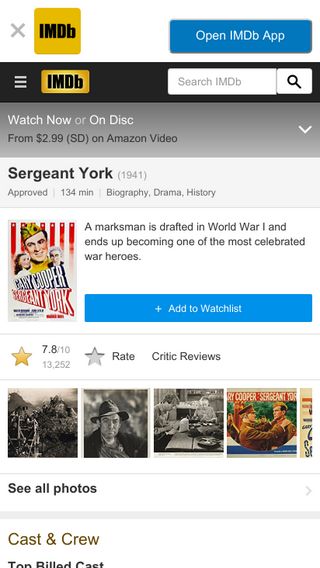 IMDb
Open IMDb App
IMDb
Search IMDb
Watch Now or On Disc
From $2.99 (SD) on Amazon Video
Sergeant York (1941)
Approved | 134 min | Biography, Drama, History
GARY COOPER
SERGEANT YORK
A marksman is drafted in World War I and
ends up becoming one of the most celebrated
war heroes.
+ Add to Watchlist
7.8/10
13,252
Rate
Critic Reviews
ARY COOPER "SERGEANT YOR
See all photos
Cast & Crew
Top Billed Cast